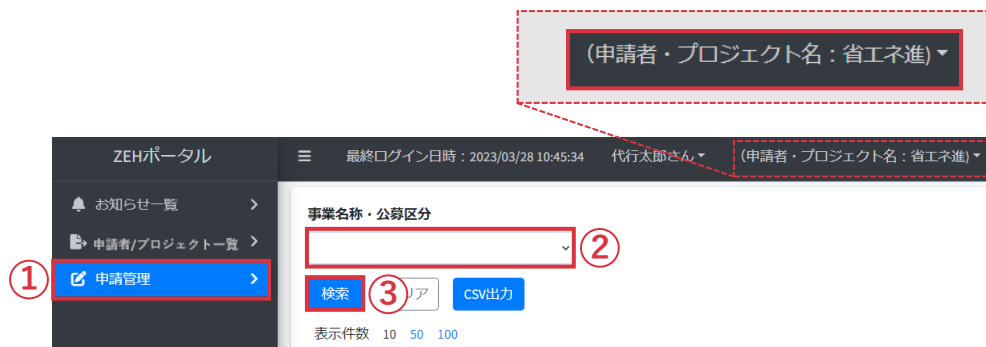 (申請者・プロジェクト名：省エネ進)
ZEHポータル
最終ログイン日時：2023/03/28 10:45:34 代行太郎さん (申請者・プロジェクト名：省エネ進)
お知らせ一覧
申請者/プロジェクト一覧
① 申請管理
事業名称・公募区分
②
検索 ③ リア CSV出力
表示件数 10 50 100